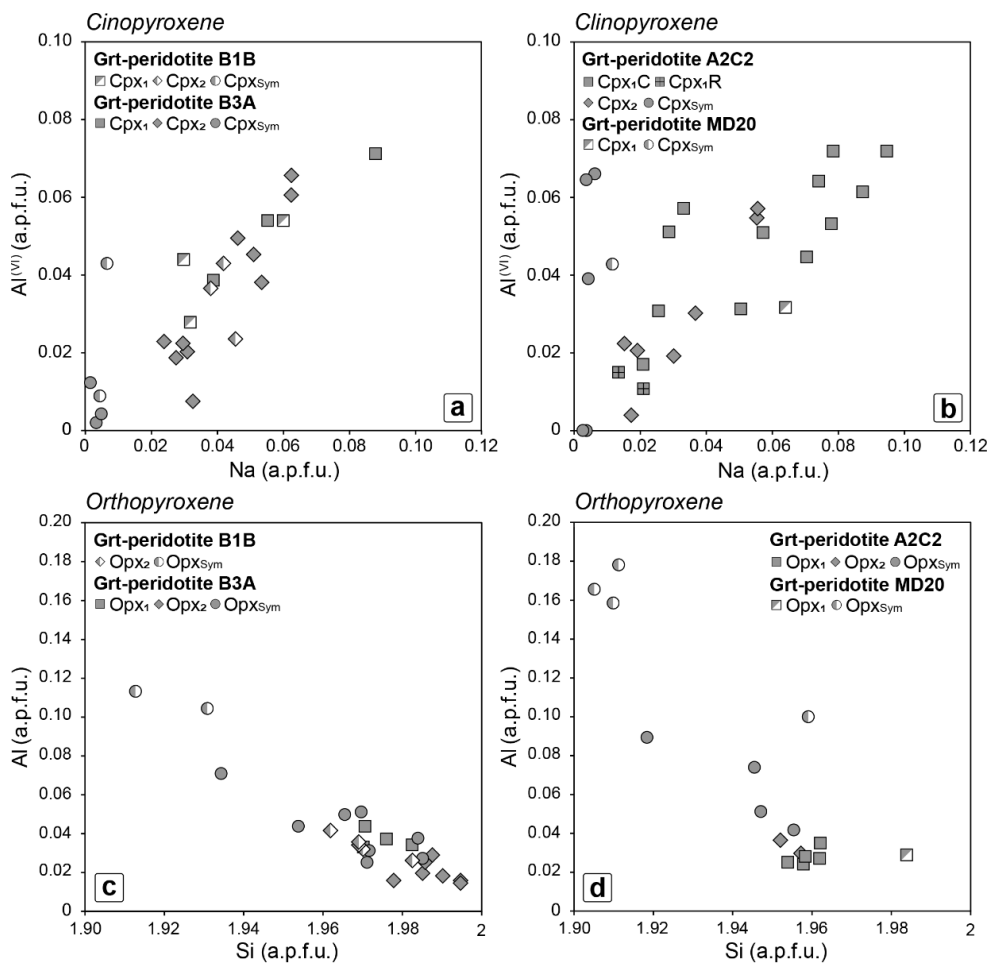 Cinopyroxene
0.10
0.08
0.06
0.04
0.02
0
Al(VI) (a.p.f.u.)
Grt-peridotite B1B
Cpx₁ Cpx₂ CpxSym
Grt-peridotite B3A
Cpx₁ Cpx₂ CpxSym
a
0 0.02 0.04 0.06 0.08 0.10 0.12
Na (a.p.f.u.)
Clinopyroxene
0.10
0.08
0.06
0.04
0.02
0
Al(VI) (a.p.f.u.)
Grt-peridotite A2C2
Cpx₁C Cpx₁R
Cpx₂ CpxSym
Grt-peridotite MD20
Cpx₁ CpxSym
b
0 0.02 0.04 0.06 0.08 0.10 0.12
Na (a.p.f.u.)
Orthopyroxene
0.20
0.18
0.16
0.14
0.12
0.10
0.08
0.06
0.04
0.02
0
Al (a.p.f.u.)
Grt-peridotite B1B
Opx₂ OpxSym
Grt-peridotite B3A
Opx₁ Opx₂ OpxSym
c
1.90 1.92 1.94 1.96 1.98 2
Si (a.p.f.u.)
Orthopyroxene
0.20
0.18
0.16
0.14
0.12
0.10
0.08
0.06
0.04
0.02
0
Al (a.p.f.u.)
Grt-peridotite A2C2
Opx₁ Opx₂ OpxSym
Grt-peridotite MD20
Opx₁ OpxSym
d
1.90 1.92 1.94 1.96 1.98 2
Si (a.p.f.u.)